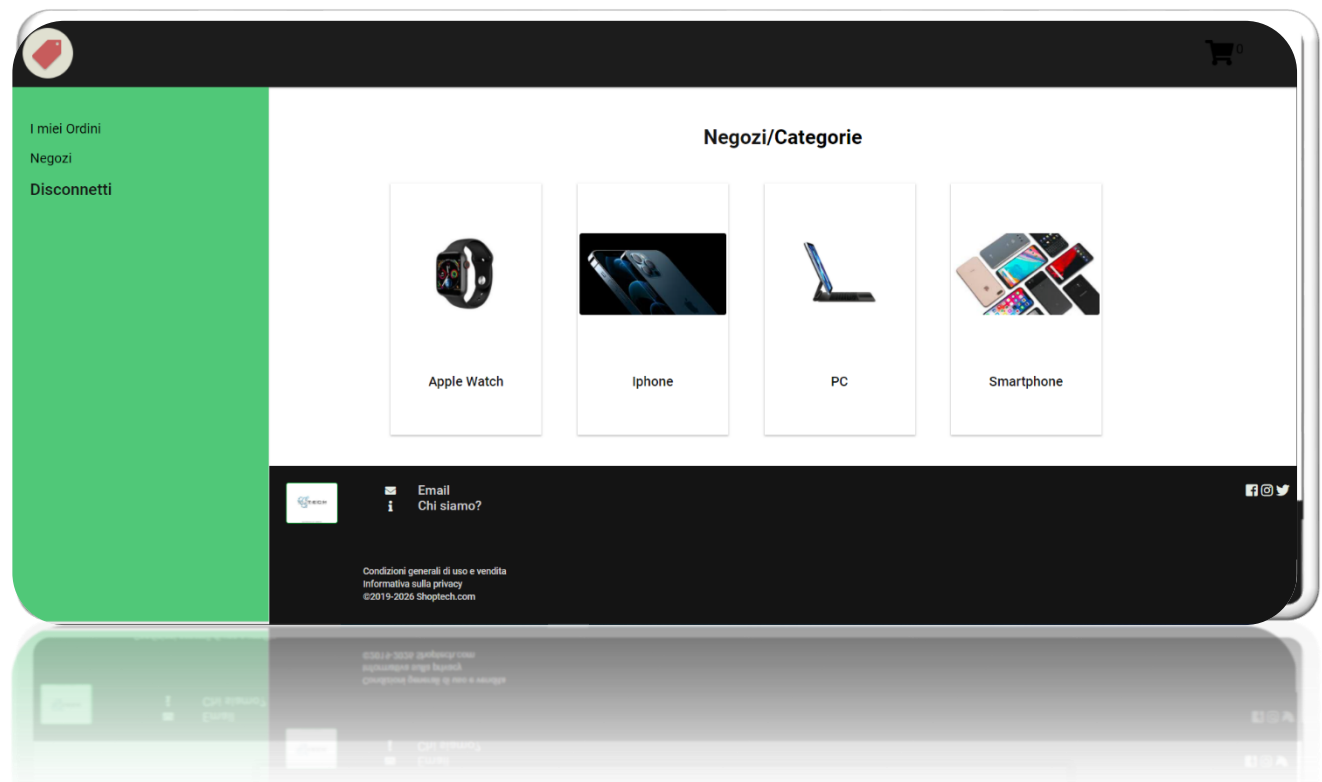 0
I miei Ordini
Negozi
Disconnetti
Negozi/Categorie
Apple Watch
Iphone
PC
Smartphone
TECH
Email
Chi siamo?
Condizioni generali di uso e vendita
Informativa sulla privacy
©2019-2026 Shoptech.com